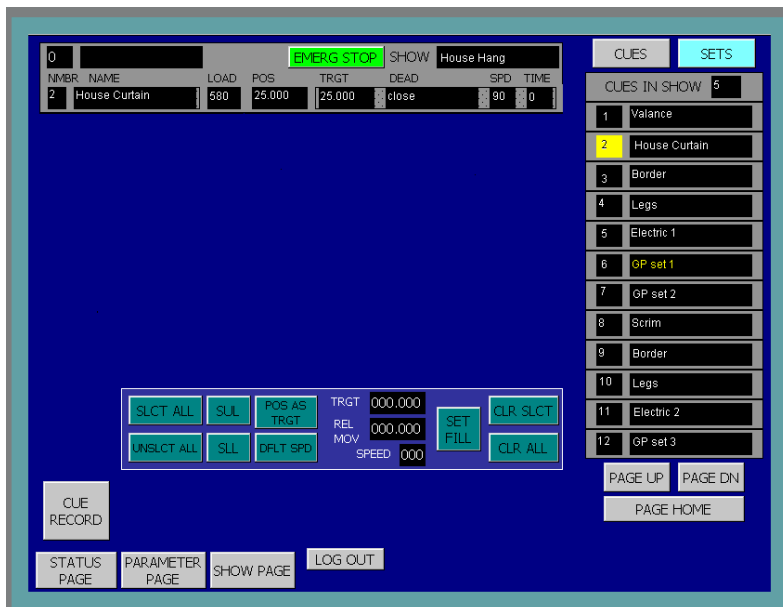 0 EMERG STOP SHOW House Hang
NMBR NAME LOAD POS TRGT DEAD SPD TIME
2 House Curtain 580 25.000 25.000 close 90 0
CUES SETS
CUES IN SHOW 5
1 Valance
2 House Curtain
3 Border
4 Legs
5 Electric 1
6 GP set 1
7 GP set 2
8 Scrim
9 Border
10 Legs
11 Electric 2
12 GP set 3
PAGE UP PAGE DN
PAGE HOME
SLCT ALL SUL POS AS
TRGT
TRGT 000.000
REL
MOV
000.000
SPEED 000
SET
FILL
CLR SLCT
UNSLCT ALL SLL DFLT SPD
CLR ALL
CUE
RECORD
STATUS
PAGE
PARAMETER
PAGE
SHOW PAGE
LOG OUT